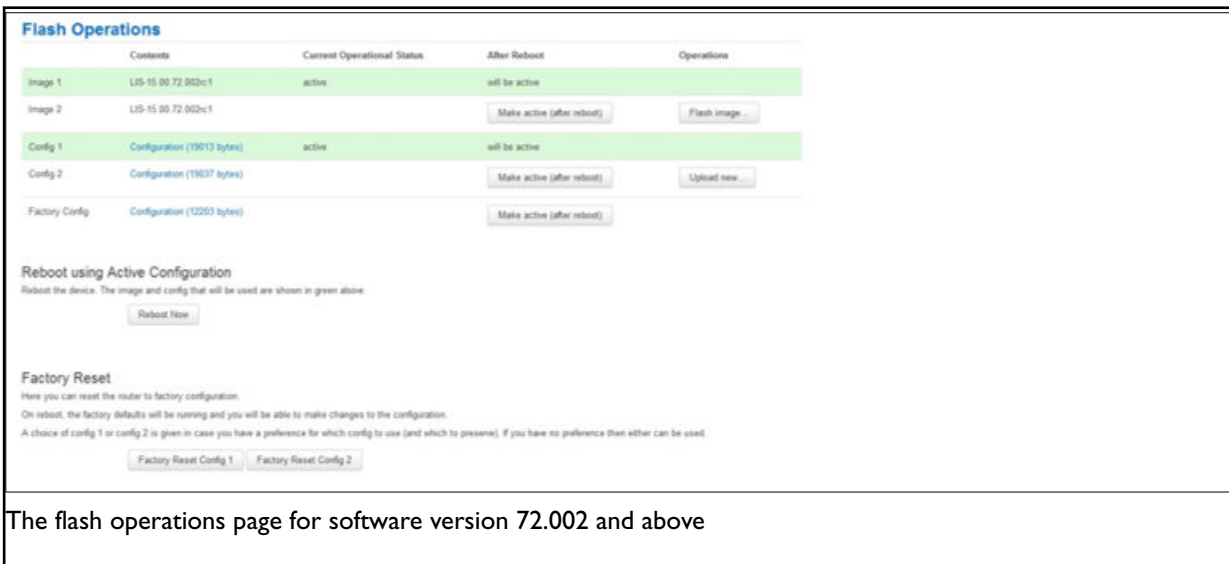 Flash Operations
Contents Current Operational Status After Reboot Operations
Image 1 LIS-15.00.72.002rc1 active will be active
Image 2 LIS-15.00.72.002rc1 Make active (after reboot) Flash image...
Config 1 Configuration (19013 bytes) active will be active
Config 2 Configuration (19037 bytes) Make active (after reboot) Upload new...
Factory Config Configuration (12203 bytes) Make active (after reboot)
Reboot using Active Configuration
Reboot the device. The image and config that will be used are shown in green above.
Reboot Now
Factory Reset
Here you can reset the router to factory configuration.
On reboot, the factory defaults will be running and you will be able to make changes to the configuration.
A choice of config 1 or config 2 is given in case you have a preference for which config to use (and which to preserve). If you have no preference then either can be used.
Factory Reset Config 1 Factory Reset Config 2
The flash operations page for software version 72.002 and above